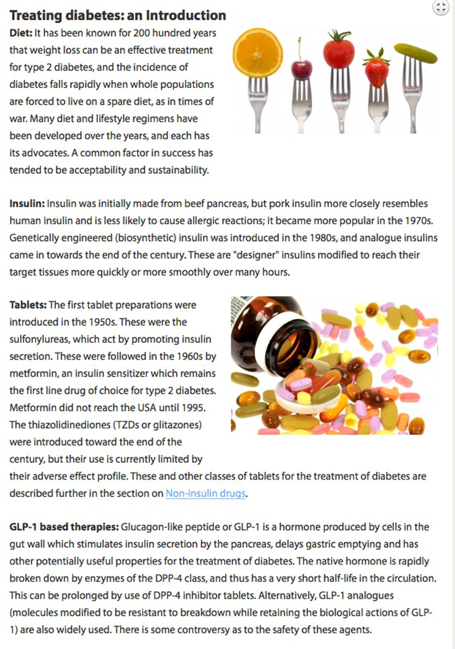 Treating diabetes: an Introduction
Diet: It has been known for 200 hundred years
that weight loss can be an effective treatment
for type 2 diabetes, and the incidence of
diabetes falls rapidly when whole populations
are forced to live on a spare diet, as in times of
war. Many diet and lifestyle regimens have
been developed over the years, and each has
its advocates. A common factor in success has
tended to be acceptability and sustainability.
Insulin: Insulin was initially made from beef pancreas, but pork insulin more closely resembles
human insulin and is less likely to cause allergic reactions; it became more popular in the 1970s.
Genetically engineered (biosynthetic) insulin was introduced in the 1980s, and analogue insulins
came in towards the end of the century. These are "designer" insulins modified to reach their
target tissues more quickly or more smoothly over many hours.
Tablets: The first tablet preparations were
introduced in the 1950s. These were the
sulfonylureas, which act by promoting insulin
secretion. These were followed in the 1960s by
metformin, an insulin sensitizer which remains
the first line drug of choice for type 2 diabetes.
Metformin did not reach the USA until 1995.
The thiazolidinediones (TZDs or glitazones)
were introduced toward the end of the
century, but their use is currently limited by
their adverse effect profile. These and other classes of tablets for the treatment of diabetes are
described further in the section on Non-insulin drugs.
GLP-1 based therapies: Glucagon-like peptide or GLP-1 is a hormone produced by cells in the
gut wall which stimulates insulin secretion by the pancreas, delays gastric emptying and has
other potentially useful properties for the treatment of diabetes. The native hormone is rapidly
broken down by enzymes of the DPP-4 class, and thus has a very short half-life in the circulation.
This can be prolonged by use of DPP-4 inhibitor tablets. Alternatively, GLP-1 analogues
(molecules modified to be resistant to breakdown while retaining the biological actions of GLP-
1) are also widely used. There is some controversy as to the safety of these agents.